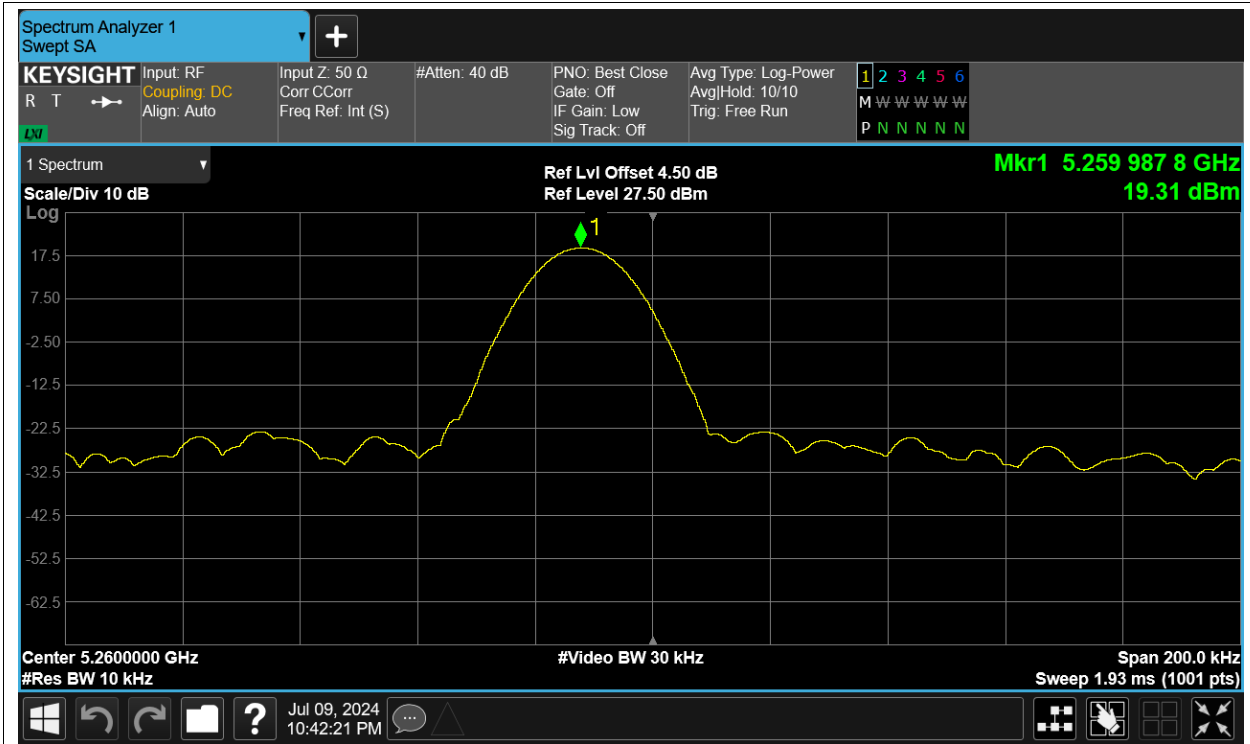 Spectrum Analyzer 1
Swept SA
KEYSIGHT
R T
LXI
Input: RF
Coupling: DC
Align: Auto
Input Z: 50 Ω
Corr CCorr
Freq Ref: Int (S)
#Atten: 40 dB
PNO: Best Close
Gate: Off
IF Gain: Low
Sig Track: Off
Avg Type: Log-Power
Avg|Hold: 10/10
Trig: Free Run
1 2 3 4 5 6
M W W W W W
P N N N N N
1 Spectrum
Scale/Div 10 dB
Log
Ref Lvl Offset 4.50 dB
Ref Level 27.50 dBm
Mkr1 5.259 987 8 GHz
19.31 dBm
1
17.5
7.50
-2.50
-12.5
-22.5
-32.5
-42.5
-52.5
-62.5
Center 5.2600000 GHz
#Res BW 10 kHz
#Video BW 30 kHz
Span 200.0 kHz
Sweep 1.93 ms (1001 pts)
?
Jul 09, 2024
10:42:21 PM